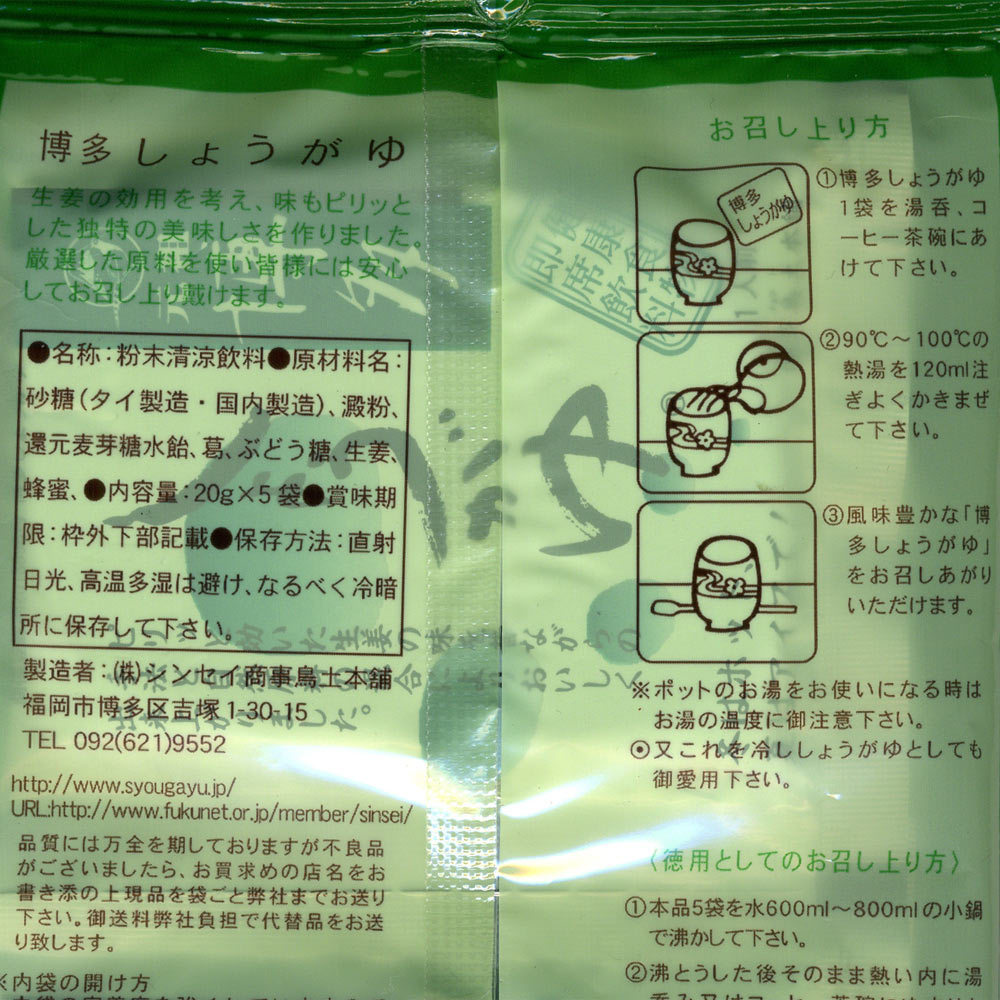 博多しょうがゆ
生姜の効用を考え、味もピリッと
した独特の美味しさを作りました。
厳選した原料を使い皆様には安心
してお召し上り戴けます。
●名称：粉末清涼飲料●原材料名：
砂糖（タイ製造・国内製造）、澱粉、
還元麦芽糖水飴、葛、ぶどう糖、生姜、
蜂蜜、●内容量：20g×5袋●賞味期
限：枠外下部記載●保存方法：直射
日光、高温多湿は避け、なるべく冷暗
所に保存して下さい。
製造者：㈱シンセイ商事鳥土本舗
福岡市博多区吉塚1-30-15
TEL 092(621)9552
http://www.syougayu.jp/
URL:http://www.fukunet.or.jp/member/sinsei/
品質には万全を期しておりますが不良品
がございましたら、お買求めの店名をお
書き添の上現品を袋ごと弊社までお送り
下さい。御送料弊社負担で代替品をお送
り致します。
※内袋の開け方
お召し上り方
博多
しょうがゆ
①博多しょうがゆ
1袋を湯呑、コ
ーヒー茶碗にあ
けて下さい。
②90℃～100℃の
熱湯を120ml注
ぎよくかきまぜ
て下さい。
③風味豊かな「博
多しょうがゆ」
をお召しあがり
いただけます。
※ポットのお湯をお使いになる時は
お湯の温度に御注意下さい。
⦿又これを冷ししょうがゆとしても
御愛用下さい。
〈徳用としてのお召し上り方〉
①本品5袋を水600ml～800mlの小鍋
で沸かして下さい。
②沸とうした後そのまま熱い内に湯